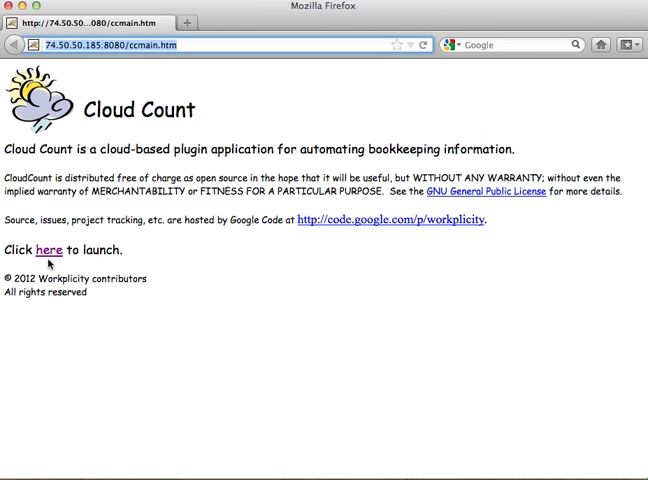 Mozilla Firefox
http://74.50.50...080/ccmain.htm
74.50.50.185:8080/ccmain.htm
Google
Cloud Count
Cloud Count is a cloud-based plugin application for automating bookkeeping information.
CloudCount is distributed free of charge as open source in the hope that it will be useful, but WITHOUT ANY WARRANTY; without even the
implied warranty of MERCHANTABILITY or FITNESS FOR A PARTICULAR PURPOSE. See the GNU General Public License for more details.
Source, issues, project tracking, etc. are hosted by Google Code at http://code.google.com/p/workplicity.
Click here to launch.
© 2012 Workplicity contributors
All rights reserved